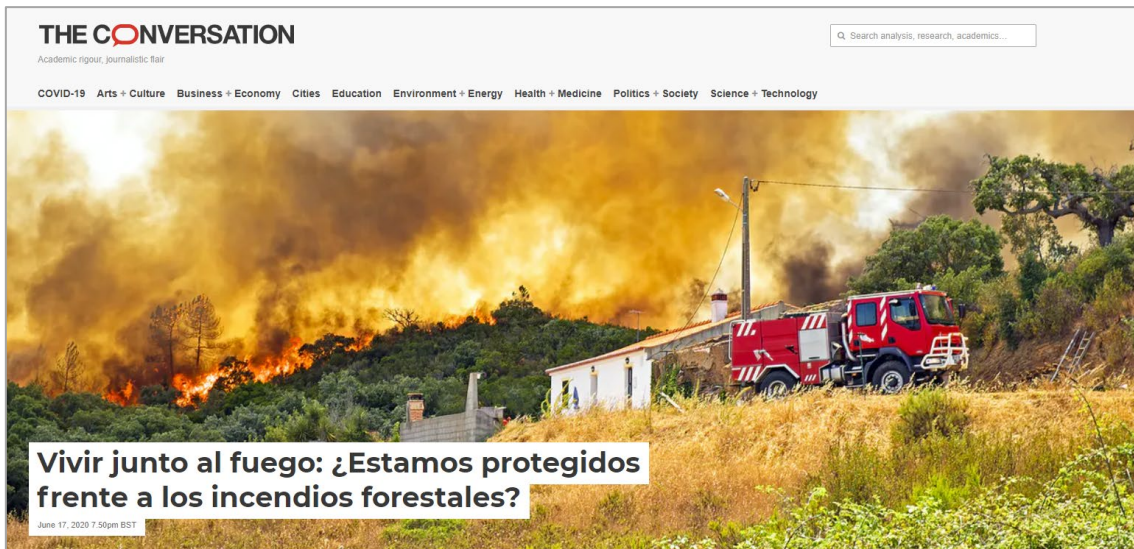 THE CONVERSATION
Academic rigour, journalistic flair
Search analysis, research, academics...
COVID-19 Arts + Culture Business + Economy Cities Education Environment + Energy Health + Medicine Politics + Society Science + Technology
Vivir junto al fuego: ¿Estamos protegidos
frente a los incendios forestales?
June 17, 2020 7.50pm BST